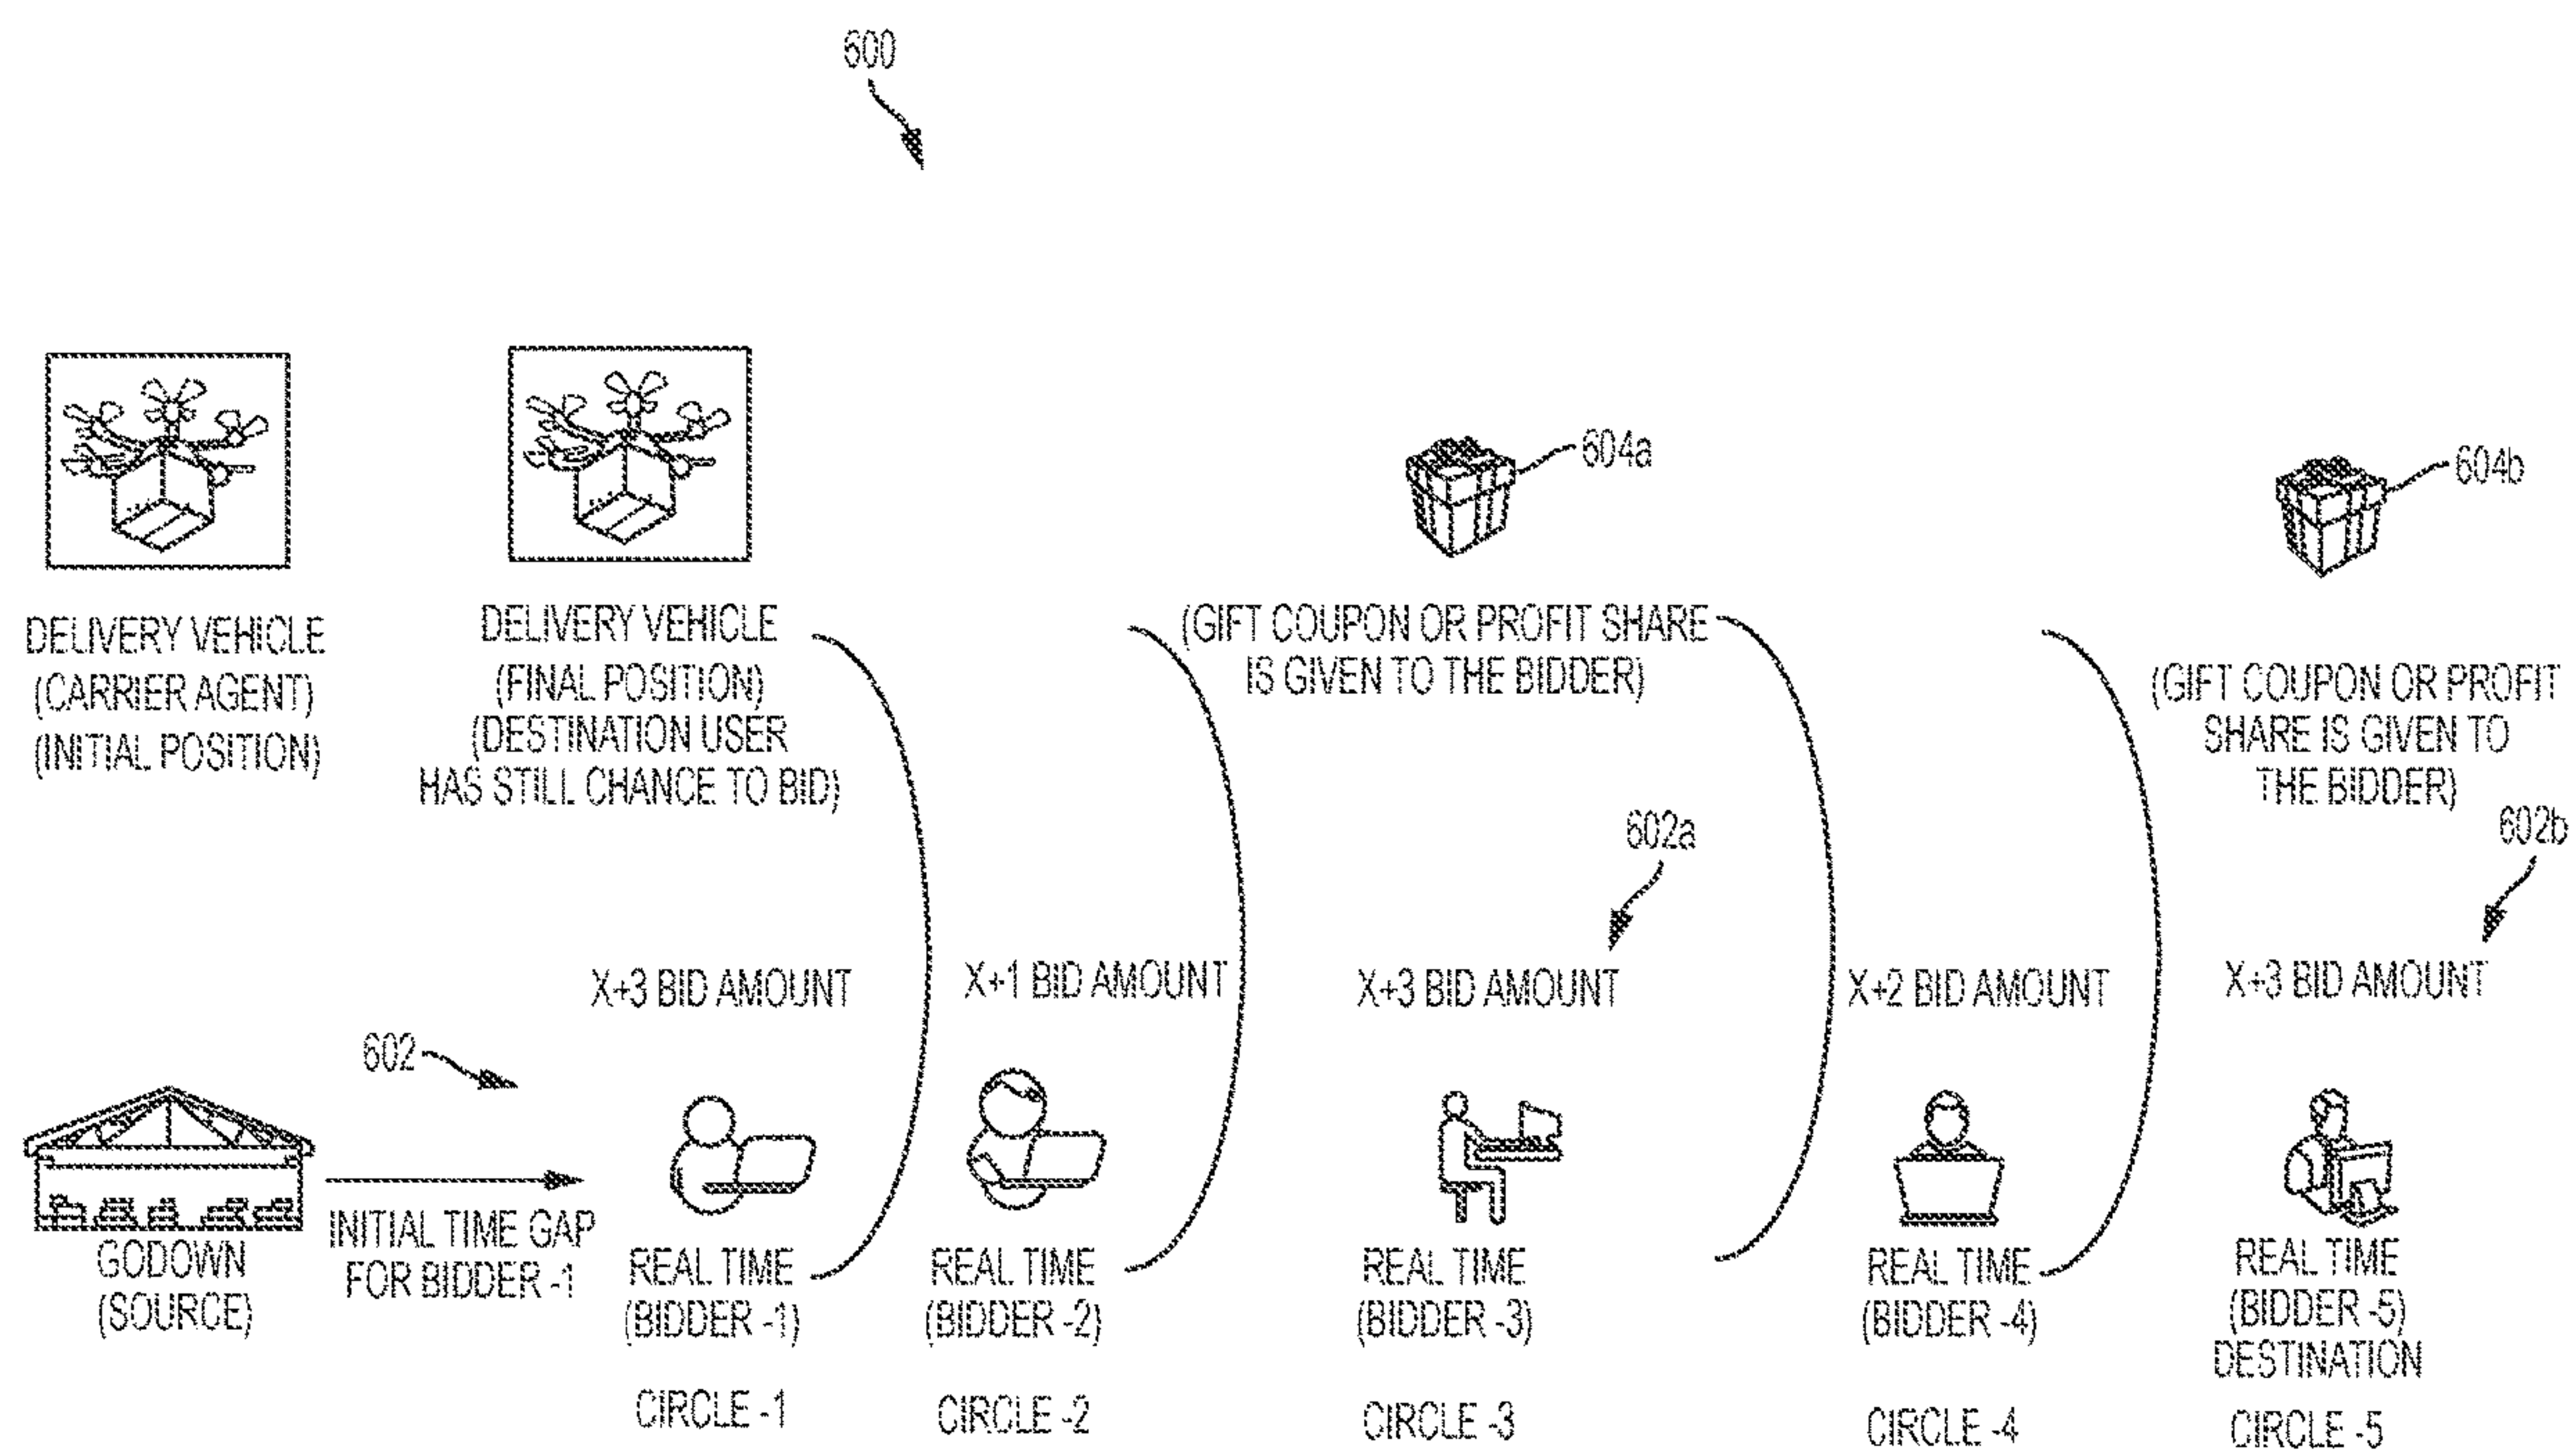 600
604a
604b
DELIVERY VEHICLE
(CARRIER AGENT)
(INITIAL POSITION)
DELIVERY VEHICLE
(FINAL POSITION)
(DESTINATION USER
HAS STILL CHANCE TO BID)
(GIFT COUPON OR PROFIT SHARE
IS GIVEN TO THE BIDDER)
(GIFT COUPON OR PROFIT
SHARE IS GIVEN TO
THE BIDDER)
602a
602b
X+3 BID AMOUNT
X+1 BID AMOUNT
X+3 BID AMOUNT
X+2 BID AMOUNT
X+3 BID AMOUNT
602
GODOWN
(SOURCE)
INITIAL TIME GAP
FOR BIDDER -1
REAL TIME
(BIDDER -1)
CIRCLE -1
REAL TIME
(BIDDER -2)
CIRCLE -2
REAL TIME
(BIDDER -3)
CIRCLE -3
REAL TIME
(BIDDER -4)
CIRCLE -4
REAL TIME
(BIDDER -5)
DESTINATION
CIRCLE -5